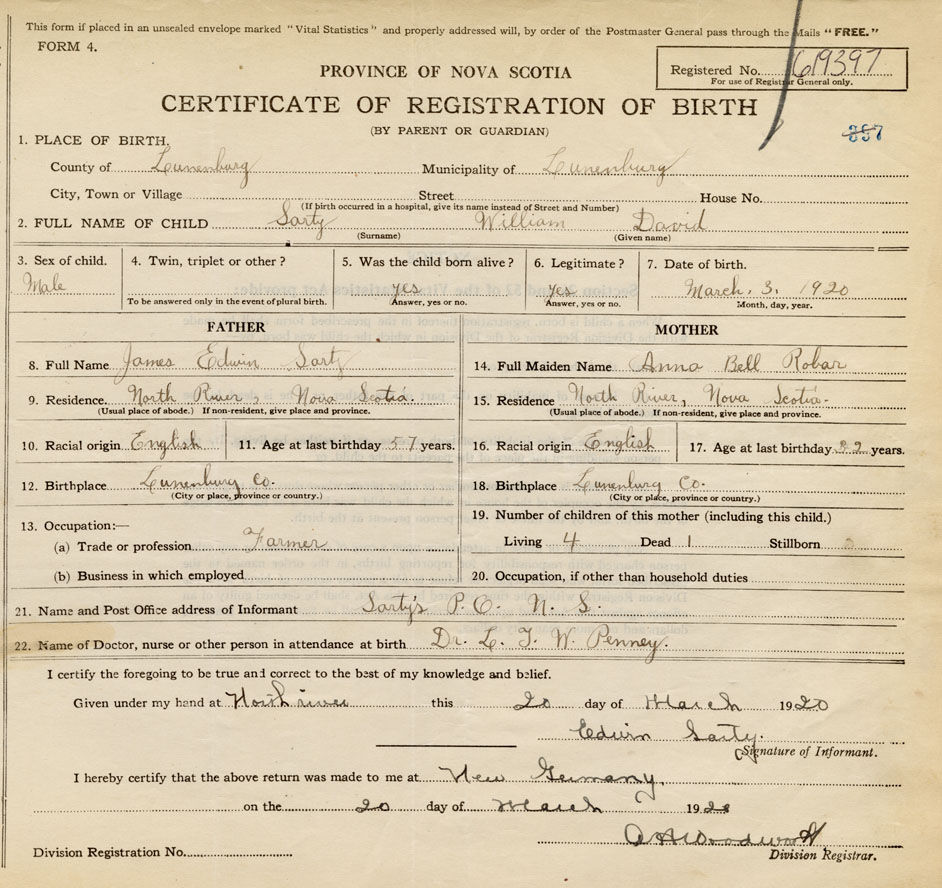 This form if placed in an unsealed envelope marked "Vital Statistics" and properly addressed will, by order of the Postmaster General pass through the Mails "FREE."
FORM 4.
Registered No. 619397
For use of Registrar General only.
PROVINCE OF NOVA SCOTIA
CERTIFICATE OF REGISTRATION OF BIRTH
(BY PARENT OR GUARDIAN)
397
1. PLACE OF BIRTH,
County of Lunenburg Municipality of Lunenburg
City, Town or Village Street House No.
(If birth occurred in a hospital, give its name instead of Street and Number)
2. FULL NAME OF CHILD Sarty William David
(Surname) (Given name)
3. Sex of child. 4. Twin, triplet or other? 5. Was the child born alive? 6. Legitimate? 7. Date of birth.
Male yes yes March. 3. 1920
To be answered only in the event of plural birth. Answer, yes or no. Answer, yes or no. Month, day, year.
FATHER MOTHER
8. Full Name James Edwin Sarty 14. Full Maiden Name Anna Bell Robar
9. Residence. North River, Nova Scotia. 15. Residence North River, Nova Scotia.
(Usual place of abode.) If non-resident, give place and province. (Usual place of abode.) If non-resident, give place and province.
10. Racial origin English 11. Age at last birthday 57 years. 16. Racial origin English 17. Age at last birthday years.
12. Birthplace Lunenburg Co. 18. Birthplace Lunenburg Co.
(City or place, province or country.) (City or place, province or country.)
13. Occupation:— 19. Number of children of this mother (including this child.)
(a) Trade or profession Farmer Living 4 Dead 1 Stillborn
(b) Business in which employed 20. Occupation, if other than household duties
21. Name and Post Office address of Informant Sarty's P. O. N. S.
22. Name of Doctor, nurse or other person in attendance at birth Dr. L. T. W. Penney.
I certify the foregoing to be true and correct to the best of my knowledge and belief.
Given under my hand at North river this 20 day of March 1920
Edwin Sarty.
Signature of Informant.
I hereby certify that the above return was made to me at New Germany,
on the 20 day of March 192
Division Registration No. Division Registrar.